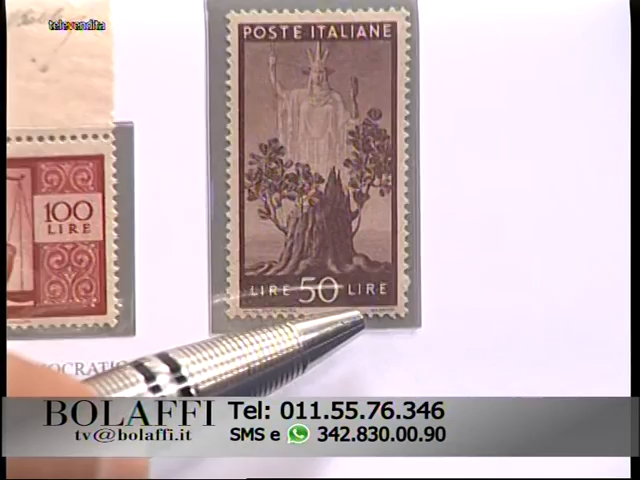 televendita
POSTE ITALIANE
100
LIRE
LIRE 50 LIRE
BOLAFFI
tv@bolaffi.it
Tel: 011.55.76.346
SMS e 342.830.00.90